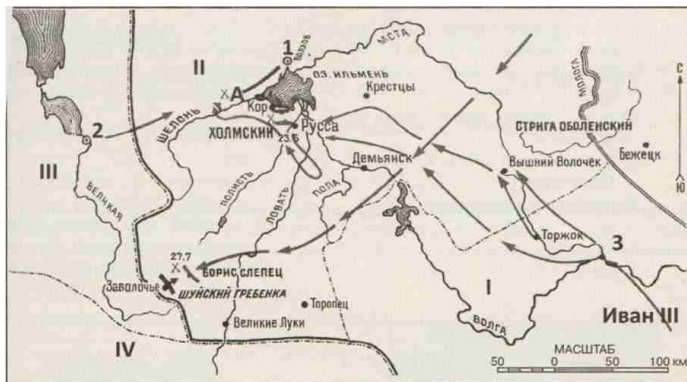 II
1
Волхов
МСТА
С
Ю
ОЗ. ИЛЬМЕНЬ
А
Кор
Крестцы
МОЛОГА
ШЕЛОНЬ
ХОЛМСКИЙ
Русса
23.6
СТРИГА ОБОЛЕНСКИЙ
2
III
Демьянск
Вышний Волочёк
Бежецк
ВЕЛИКАЯ
ПОЛИСТЬ
ЛОВАТЬ
ПОЛА
Торжок
3
27.7
БОРИС СЛЕПЕЦ
Заволочье
ШУЙСКИЙ ГРЕБЕНКА
I
Иван III
Торопец
ВОЛГА
IV
Великие Луки
МАСШТАБ
50 0 50 100 км